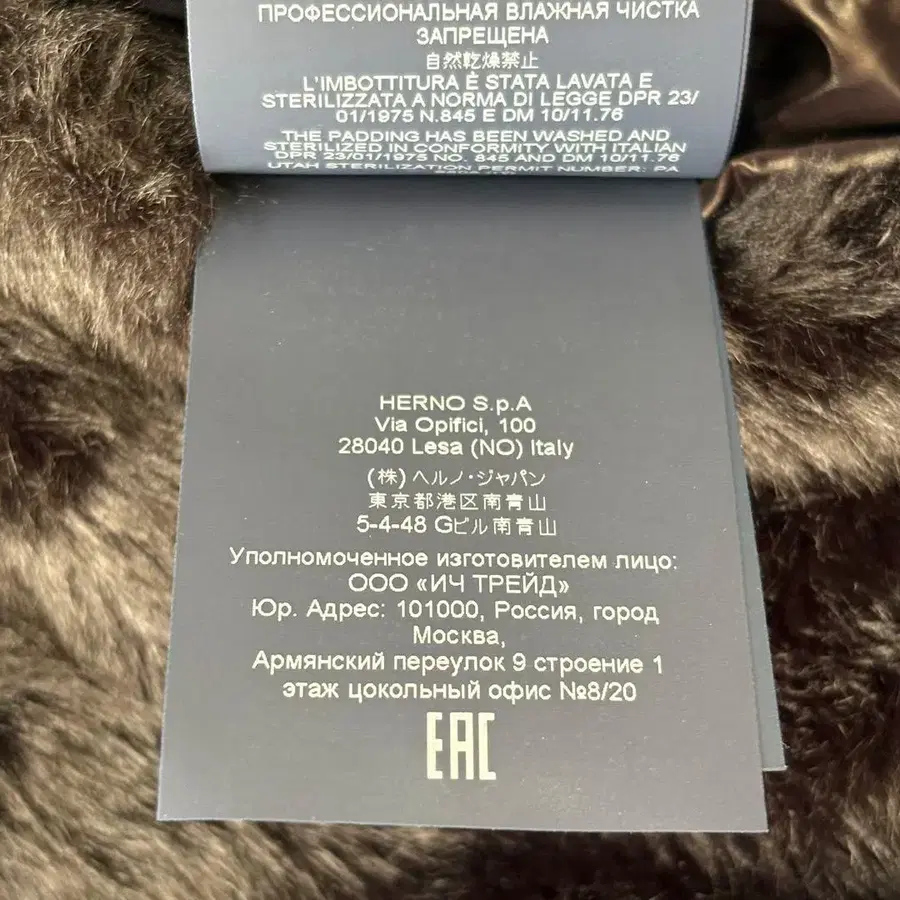 ПРОФЕССИОНАЛЬНАЯ ВЛАЖНАЯ ЧИСТКА
ЗАПРЕЩЕНА
自然乾燥禁止
L'IMBOTTITURA È STATA LAVATA E
STERILIZZATA A NORMA DI LEGGE DPR 23/
01/1975 N.845 E DM 10/11.76
THE PADDING HAS BEEN WASHED AND
STERILIZED IN CONFORMITY WITH ITALIAN
DPR 23/01/1975 NO. 845 AND DM 10/11.76
UTAH STERILIZATION PERMIT NUMBER: PA
HERNO S.p.A
Via Opifici, 100
28040 Lesa (NO) Italy
(株)ヘルノ・ジャパン
東京都港区南青山
5-4-48 Gビル南青山
Уполномоченное изготовителем лицо:
ООО «ИЧ ТРЕЙД»
Юр. Адрес: 101000, Россия, город
Москва,
Армянский переулок 9 строение 1
этаж цокольный офис №8/20
EAC